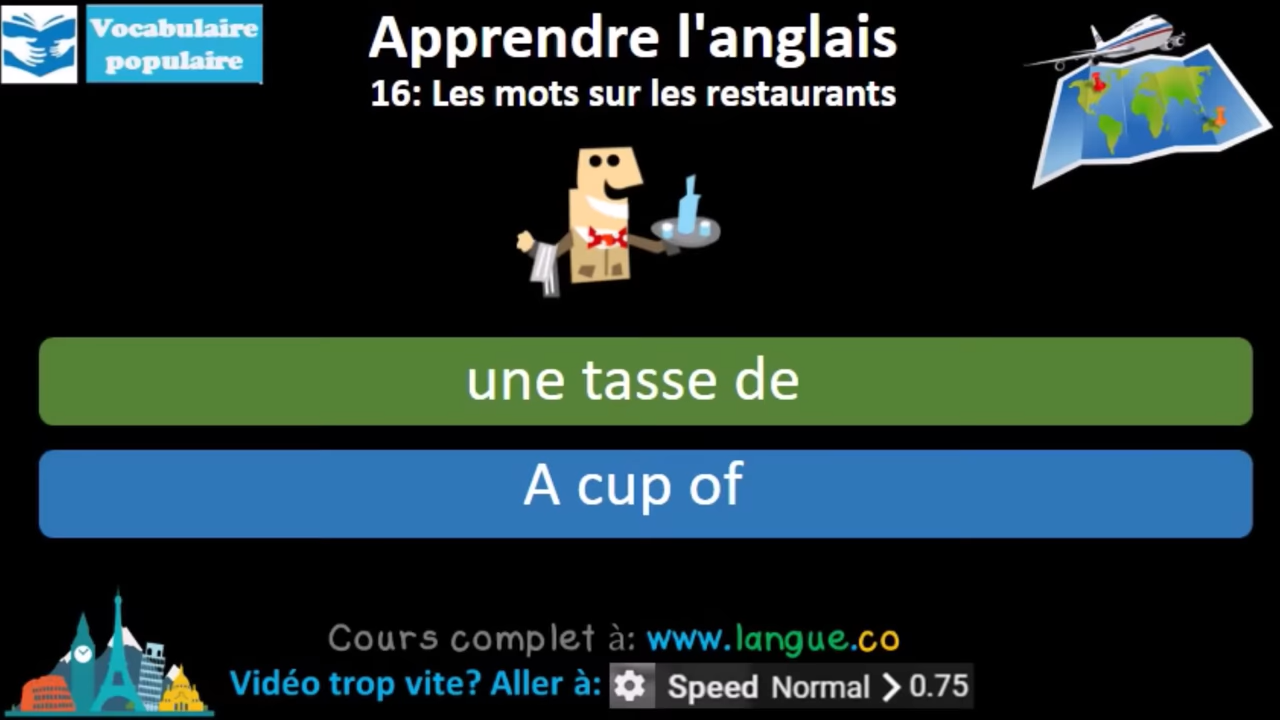 Vocabulaire
populaire
Apprendre l'anglais
16: Les mots sur les restaurants
une tasse de
A cup of
Cours complet à: www.langue.co
Vidéo trop vite? Aller à: Speed Normal > 0.75